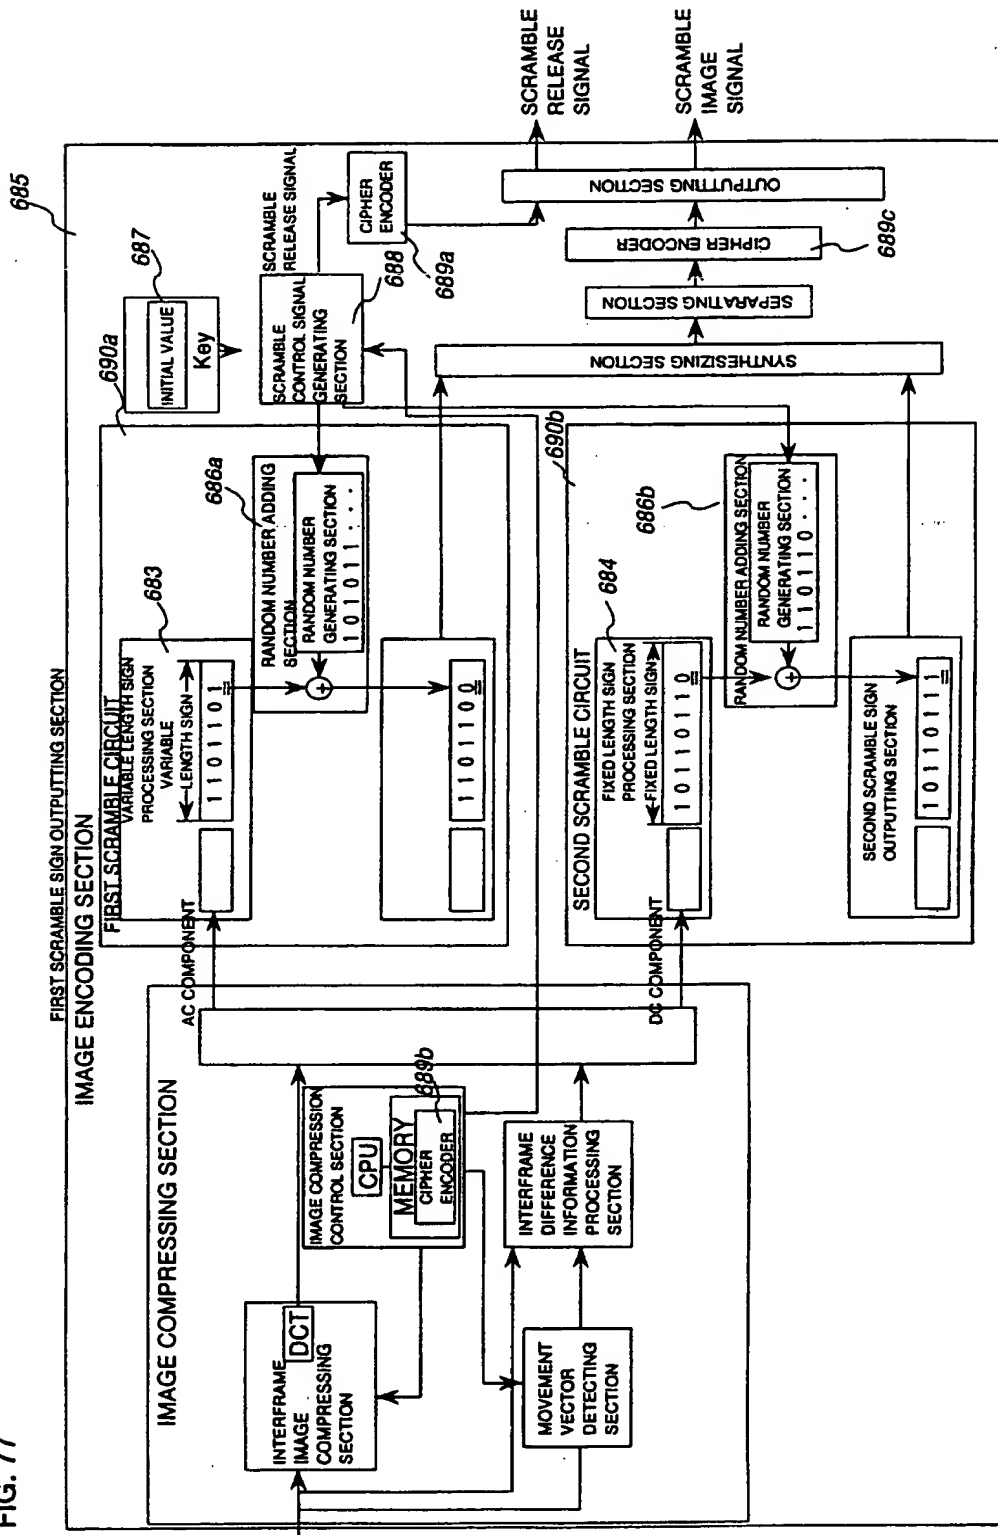 FIG. 77
FIRST SCRAMBLE SIGN OUTPUTTING SECTION
IMAGE ENCODING SECTION
685
IMAGE COMPRESSING SECTION
INTERFRAME
DCT
IMAGE
COMPRESSING
SECTION
IMAGE COMPRESSION
CONTROL SECTION
CPU
MEMORY
CIPHER
ENCODER
689b
MOVEMENT
VECTOR
DETECTING
SECTION
INTERFRAME
DIFFERENCE
INFORMATION
PROCESSING
SECTION
AC COMPONENT
DC COMPONENT
FIRST SCRAMBLE CIRCUIT
690a
VARIABLE LENGTH SIGN
PROCESSING SECTION
683
VARIABLE
LENGTH SIGN
1 1 0 1 1 0 1
RANDOM NUMBER ADDING
SECTION
686a
RANDOM NUMBER
GENERATING SECTION
1 0 1 0 1 1 · · ·
+
1 1 0 1 1 0 0
INITIAL VALUE
687
Key
SCRAMBLE
CONTROL SIGNAL
GENERATING
SECTION
688
SCRAMBLE
RELEASE SIGNAL
CIPHER
ENCODER
689a
SECOND SCRAMBLE CIRCUIT
690b
FIXED LENGTH SIGN
PROCESSING SECTION
684
FIXED LENGTH SIGN
1 0 1 1 0 1 1 0
RANDOM NUMBER ADDING SECTION
686b
RANDOM NUMBER
GENERATING SECTION
1 1 0 1 1 0 · · ·
+
SECOND SCRAMBLE SIGN
OUTPUTTING SECTION
1 0 1 1 0 1 1 1
SYNTHESIZING SECTION
SEPARATING SECTION
CIPHER ENCODER
689c
OUTPUTTING SECTION
SCRAMBLE
RELEASE
SIGNAL
SCRAMBLE
IMAGE
SIGNAL